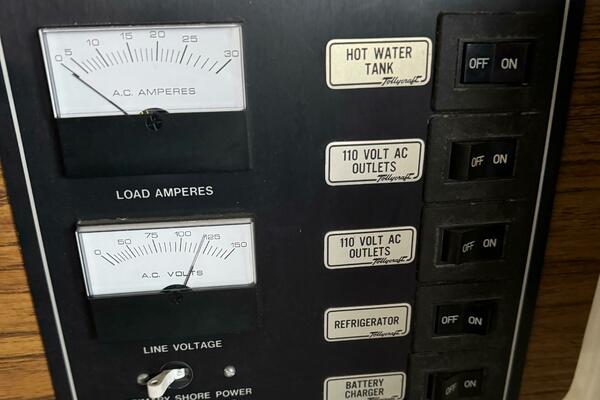 0 5 10 15 20 25 30
A.C. AMPERES
LOAD AMPERES
0 50 75 100 125 150
A.C. VOLTS
LINE VOLTAGE
SHORE POWER
HOT WATER
TANK
Tollycraft
OFF ON
110 VOLT AC
OUTLETS
Tollycraft
OFF ON
110 VOLT AC
OUTLETS
Tollycraft
OFF ON
REFRIGERATOR
Tollycraft
OFF ON
BATTERY
CHARGER
Tollycraft
OFF ON